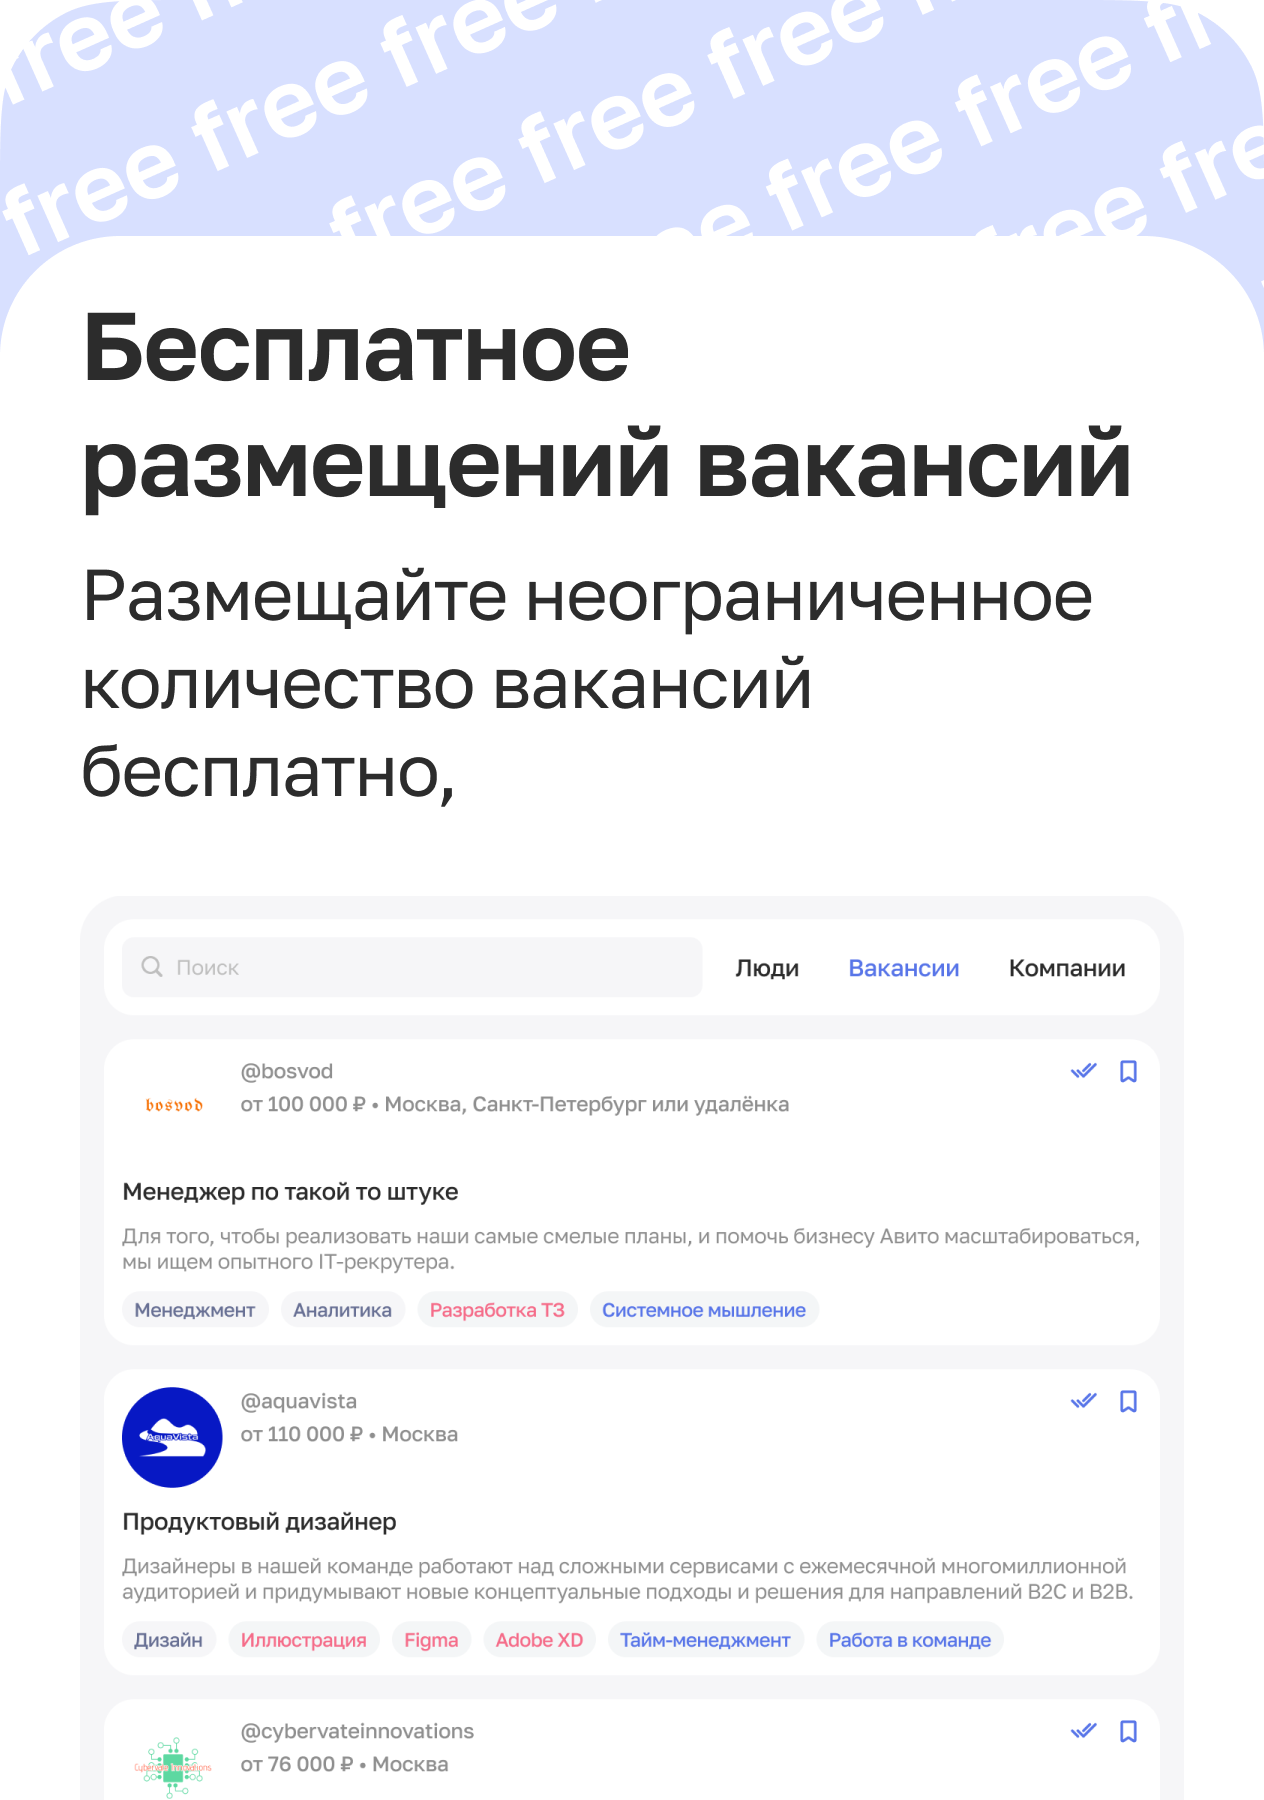 free
free free free free
free free free free free
free free
Бесплатное
размещений вакансий
Размещайте неограниченное
количество вакансий
бесплатно,
Поиск Люди Вакансии Компании
@bosvod
bosvod от 100 000 ₽ • Москва, Санкт-Петербург или удалёнка
Менеджер по такой то штуке
Для того, чтобы реализовать наши самые смелые планы, и помочь бизнесу Авито масштабироваться,
мы ищем опытного IT-рекрутера.
Менеджмент Аналитика Разработка ТЗ Системное мышление
@aquavista
AquaVista от 110 000 ₽ • Москва
Продуктовый дизайнер
Дизайнеры в нашей команде работают над сложными сервисами с ежемесячной многомиллионной
аудиторией и придумывают новые концептуальные подходы и решения для направлений B2C и B2B.
Дизайн Иллюстрация Figma Adobe XD Тайм-менеджмент Работа в команде
@cybervateinnovations
Cybervate Innovations от 76 000 ₽ • Москва